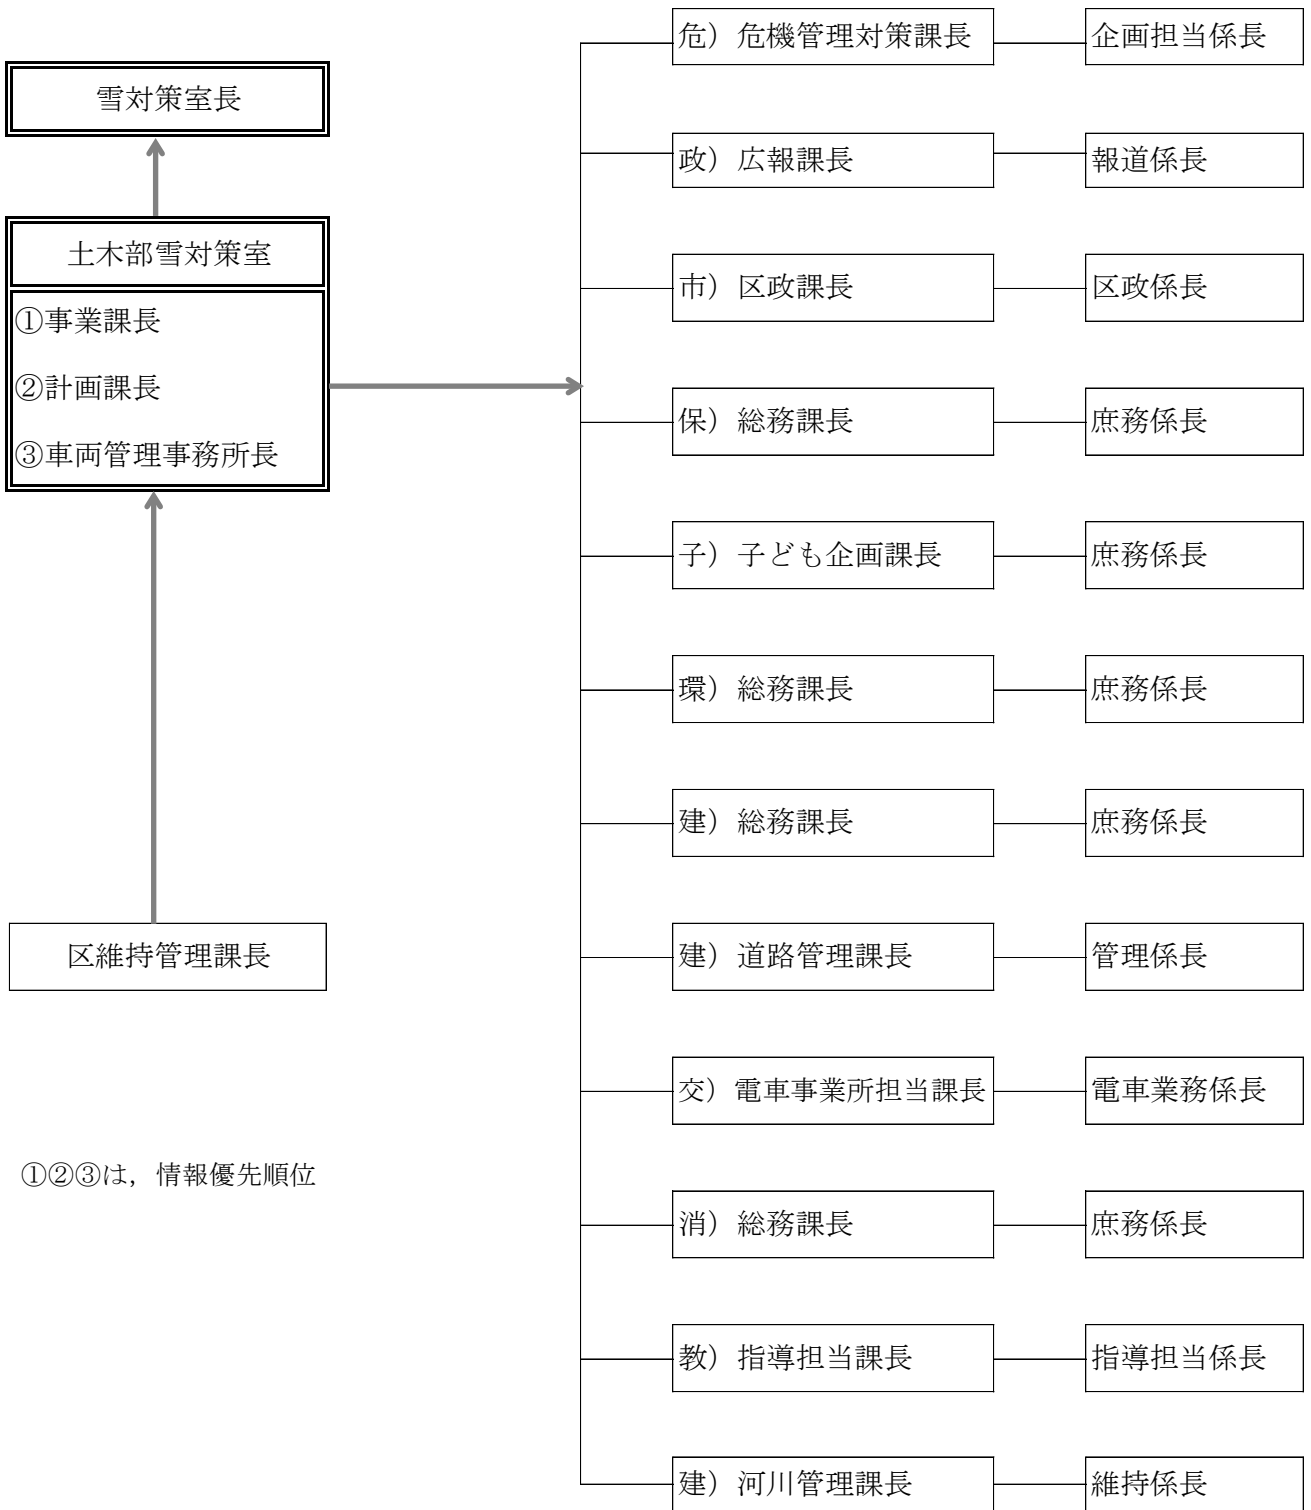 雪対策室長
土木部雪対策室
①事業課長
②計画課長
③車両管理事務所長
区維持管理課長
①②③は，情報優先順位
危）危機管理対策課長
企画担当係長
政）広報課長
報道係長
市）区政課長
区政係長
保）総務課長
庶務係長
子）子ども企画課長
庶務係長
環）総務課長
庶務係長
建）総務課長
庶務係長
建）道路管理課長
管理係長
交）電車事業所担当課長
電車業務係長
消）総務課長
庶務係長
教）指導担当課長
指導担当係長
建）河川管理課長
維持係長